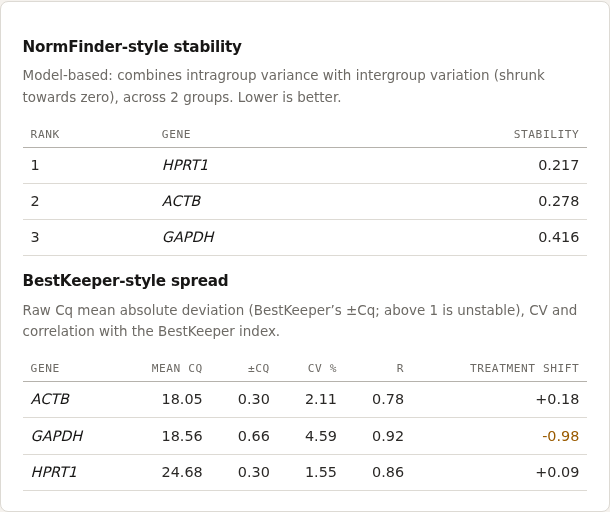 NormFinder-style stability
Model-based: combines intragroup variance with intergroup variation (shrunk
towards zero), across 2 groups. Lower is better.
RANK GENE STABILITY
1 HPRT1 0.217
2 ACTB 0.278
3 GAPDH 0.416
BestKeeper-style spread
Raw Cq mean absolute deviation (BestKeeper’s ±Cq; above 1 is unstable), CV and
correlation with the BestKeeper index.
GENE MEAN CQ ±CQ CV % R TREATMENT SHIFT
ACTB 18.05 0.30 2.11 0.78 +0.18
GAPDH 18.56 0.66 4.59 0.92 -0.98
HPRT1 24.68 0.30 1.55 0.86 +0.09